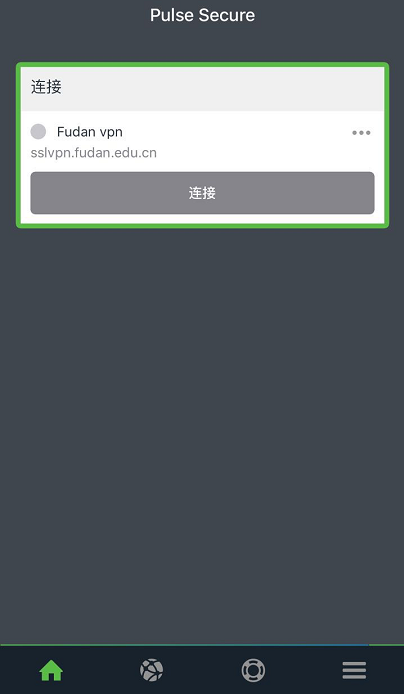 Pulse Secure
连接
Fudan vpn
sslvpn.fudan.edu.cn
连接